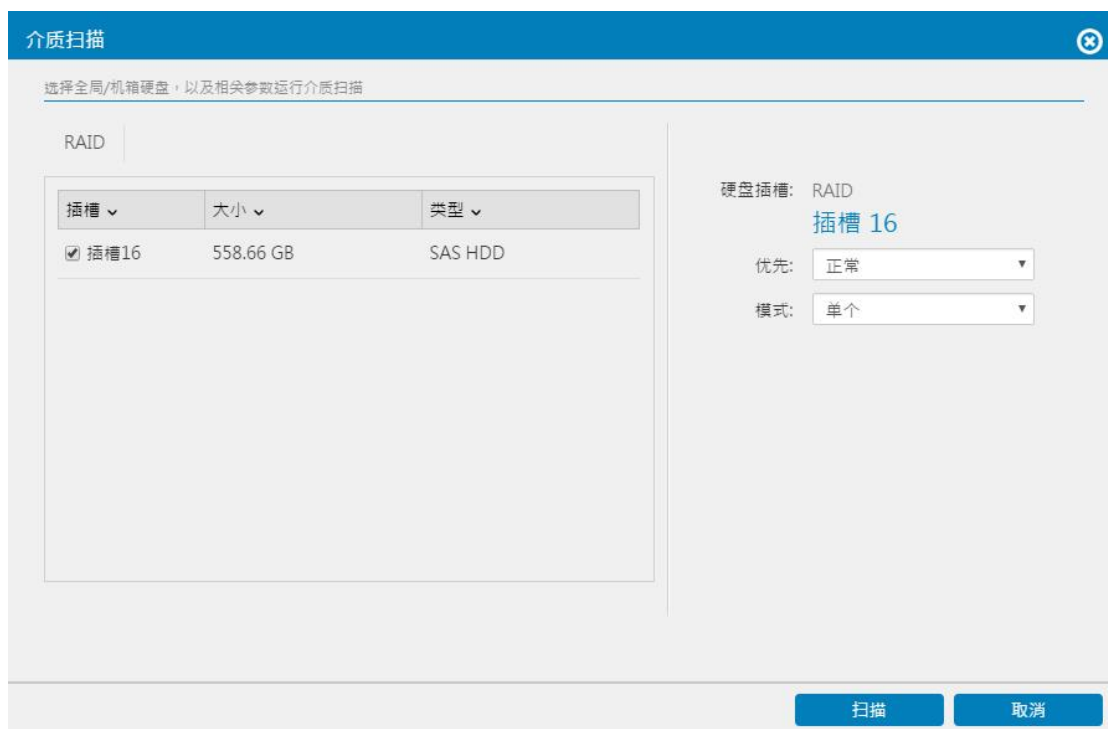 介质扫描
选择全局/机箱硬盘，以及相关参数运行介质扫描
RAID
插槽 大小 类型
插槽16 558.66 GB SAS HDD
硬盘插槽: RAID
插槽 16
优先: 正常
模式: 单个
扫描 取消